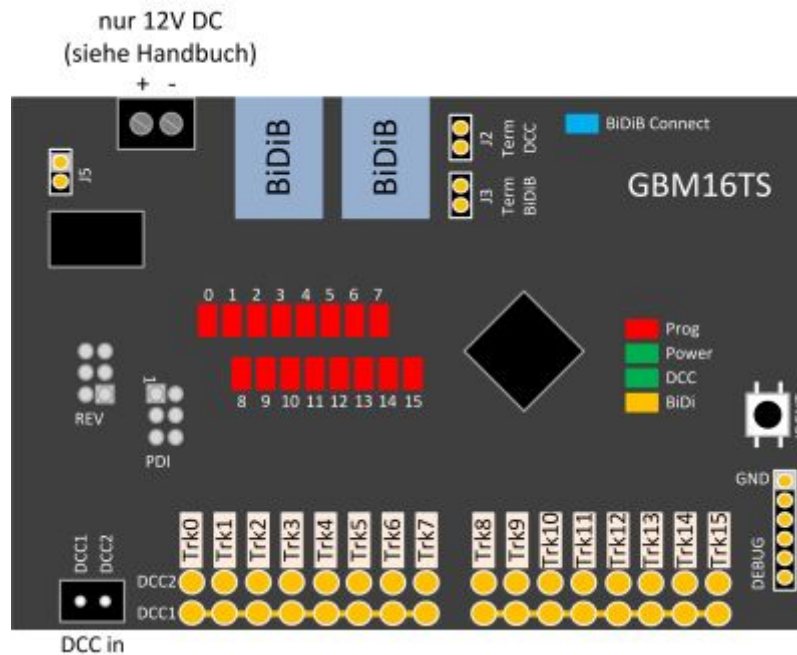 nur 12V DC
(siehe Handbuch)
+ -
J5
BiDiB
BiDiB
J2
Term
DCC
J3
Term
BiDiB
BiDiB Connect
GBM16TS
0 1 2 3 4 5 6 7
8 9 10 11 12 13 14 15
Prog
Power
DCC
BiDi
REV
1
PDI
GND
DEBUG
DCC1
DCC2
Trk0 Trk1 Trk2 Trk3 Trk4 Trk5 Trk6 Trk7 Trk8 Trk9 Trk10 Trk11 Trk12 Trk13 Trk14 Trk15
DCC2
DCC1
DCC in